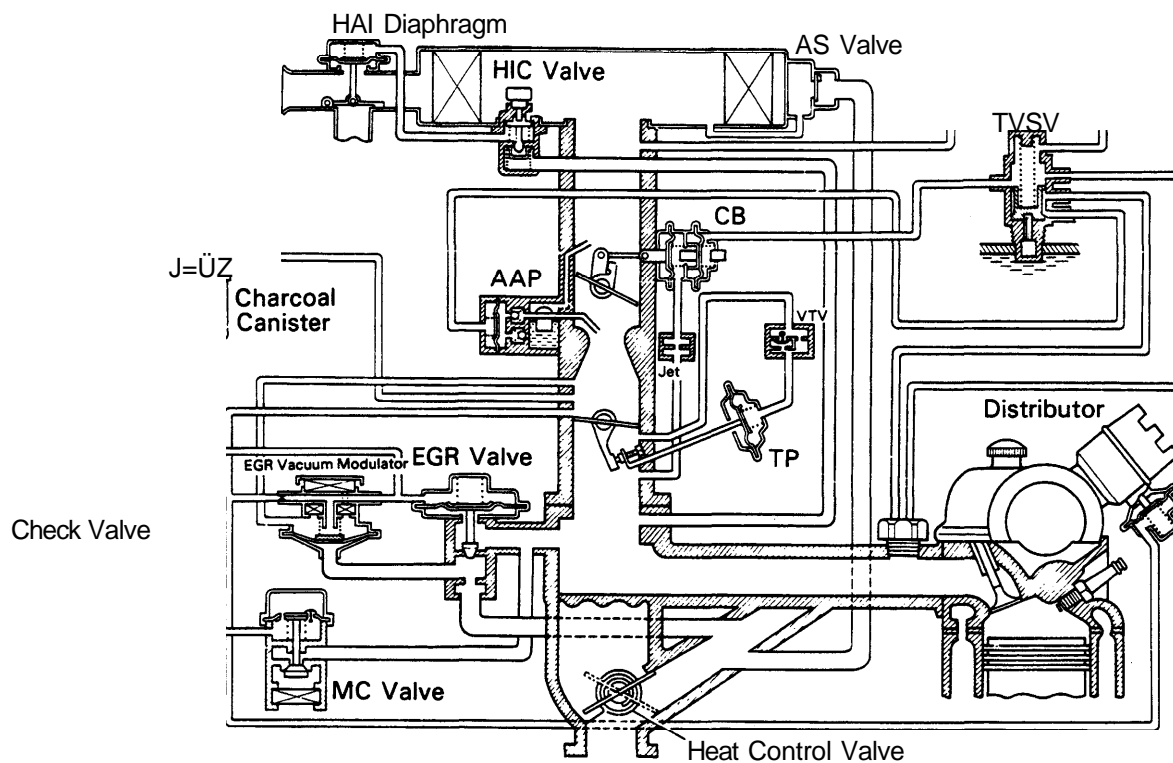 HAI Diaphragm
AS Valve
HIC Valve
TVSV
CB
J=ÜZ
AAP
Charcoal
Canister
VTV
Jet
Distributor
TP
EGR Valve
EGR Vacuum Modulator
Check Valve
MC Valve
Heat Control Valve